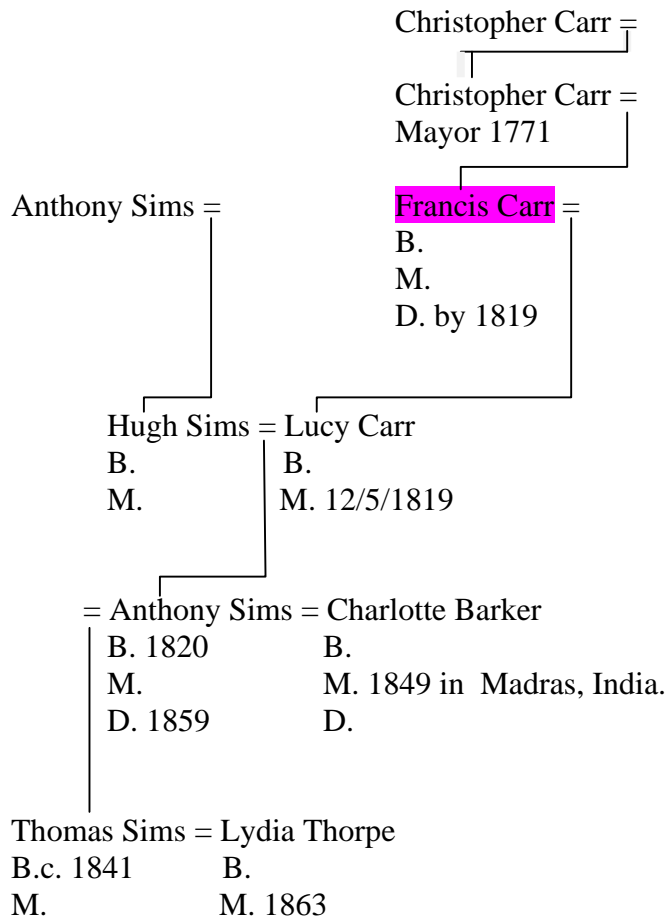 Christopher Carr =
Christopher Carr =
Mayor 1771
Anthony Sims = Francis Carr =
B.
M.
D. by 1819
Hugh Sims = Lucy Carr
B. B.
M. M. 12/5/1819
= Anthony Sims = Charlotte Barker
B. 1820 B.
M. M. 1849 in Madras, India.
D. 1859 D.
Thomas Sims = Lydia Thorpe
B.c. 1841 B.
M. M. 1863